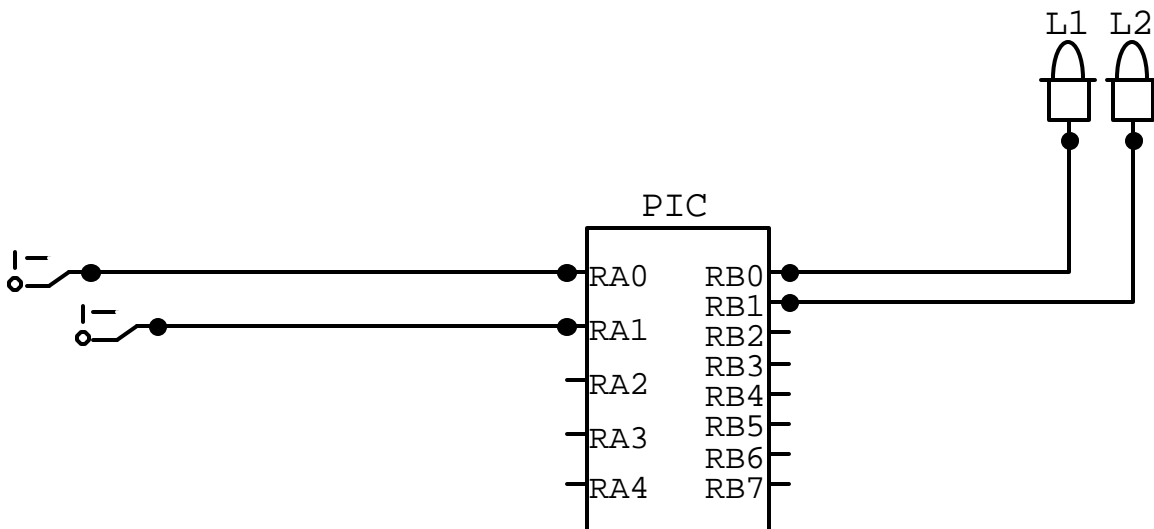 L1 L2
PIC
RA0 RB0
RB1
RA1
RB2
RB3
RA2
RB4
RB5
RA3
RB6
RA4 RB7